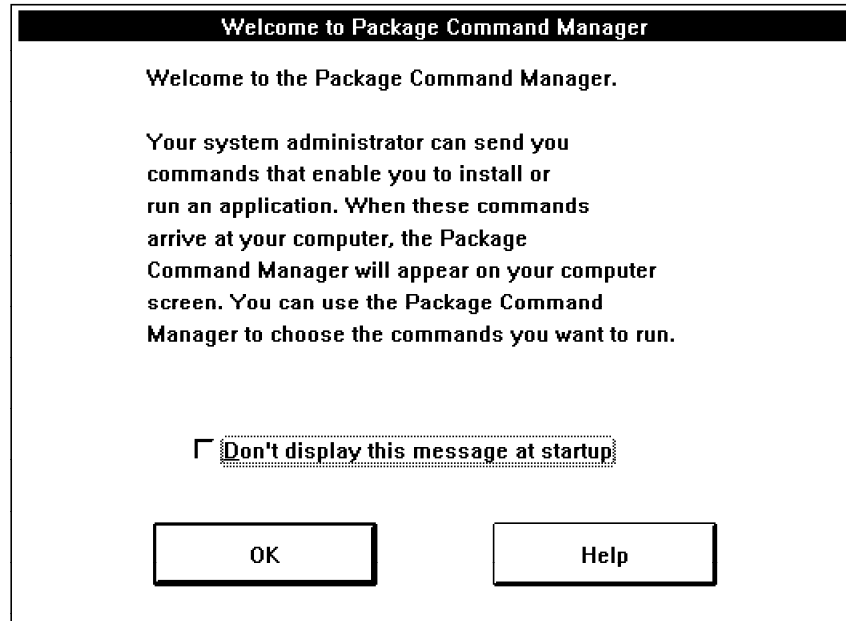 Welcome to Package Command Manager
Welcome to the Package Command Manager.
Your system administrator can send you
commands that enable you to install or
run an application. When these commands
arrive at your computer, the Package
Command Manager will appear on your computer
screen. You can use the Package Command
Manager to choose the commands you want to run.
Don't display this message at startup
OK
Help